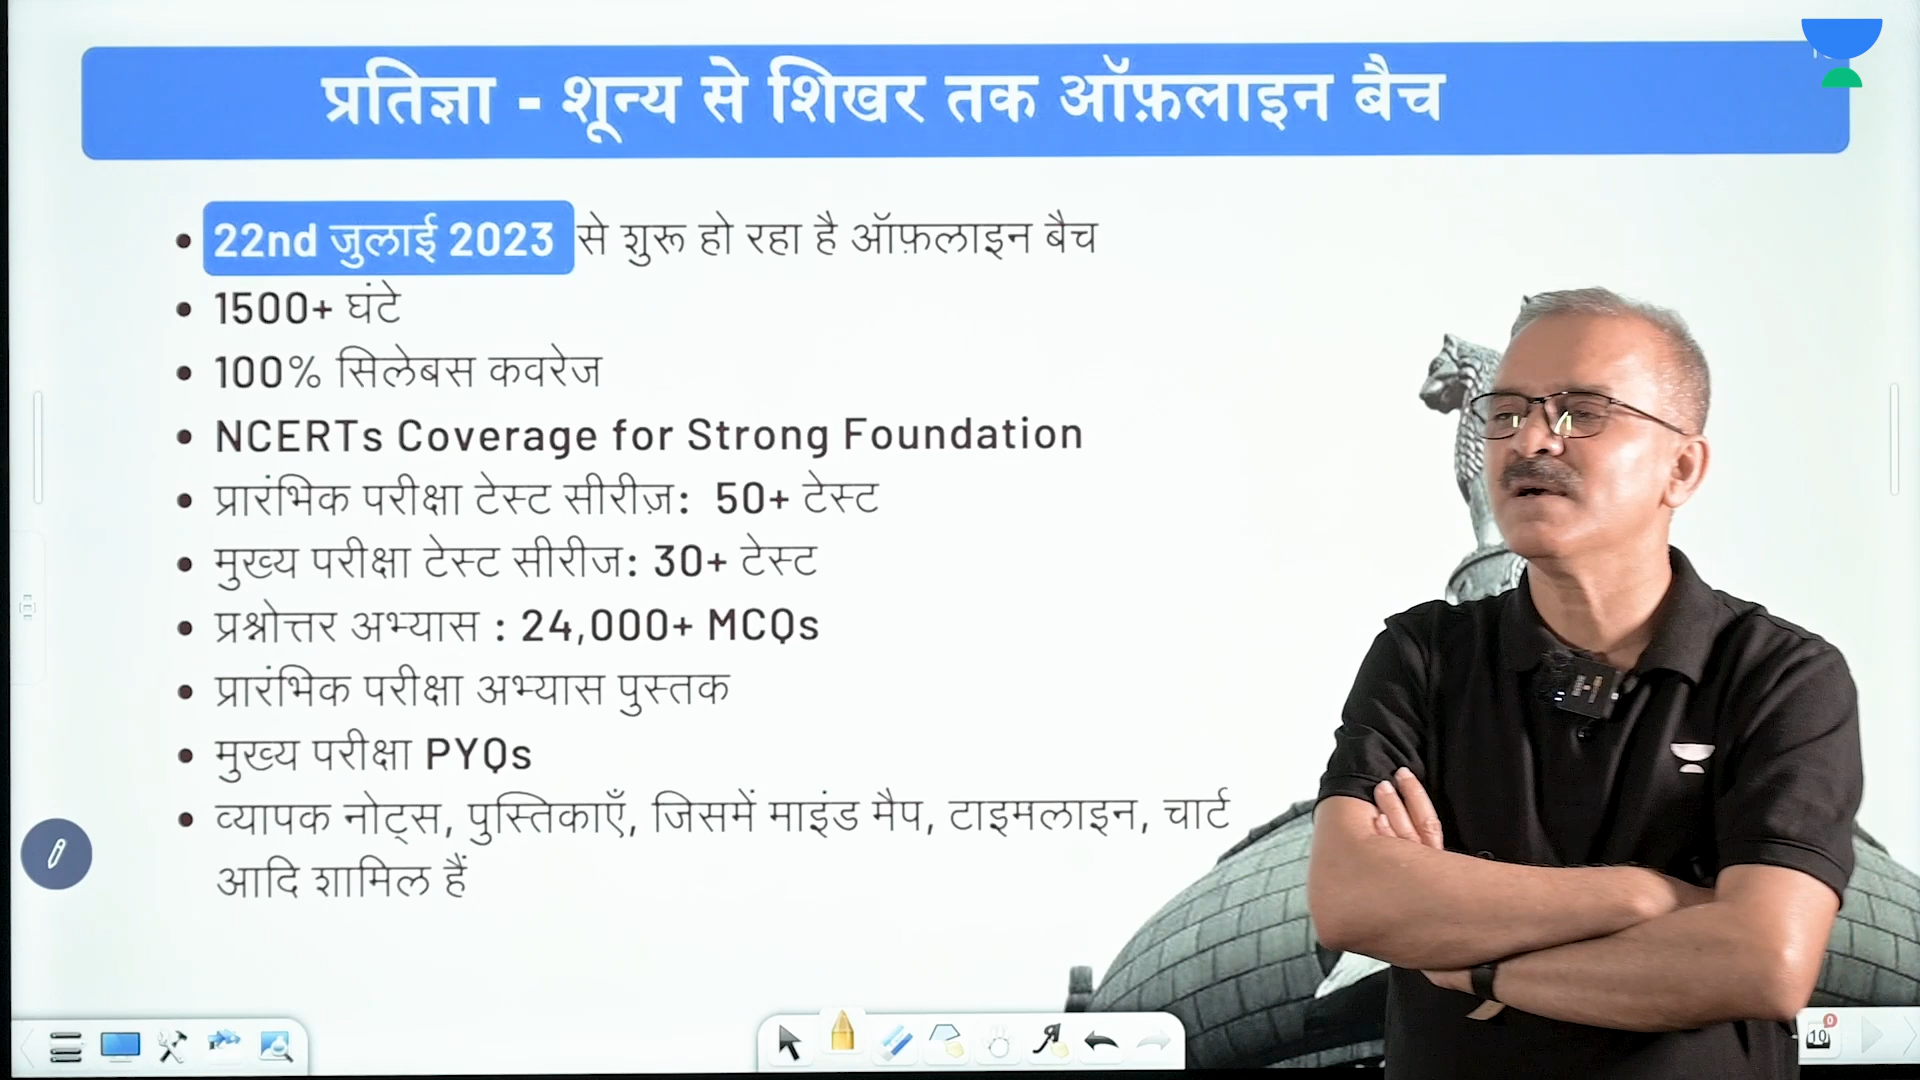 प्रतिज्ञा - शून्य से शिखर तक ऑफ़लाइन बैच
22nd जुलाई 2023 से शुरू हो रहा है ऑफ़लाइन बैच
1500+ घंटे
100% सिलेबस कवरेज
NCERTs Coverage for Strong Foundation
प्रारंभिक परीक्षा टेस्ट सीरीज़: 50+ टेस्ट
मुख्य परीक्षा टेस्ट सीरीज: 30+ टेस्ट
प्रश्नोत्तर अभ्यास : 24,000+ MCQs
प्रारंभिक परीक्षा अभ्यास पुस्तक
मुख्य परीक्षा PYQs
व्यापक नोट्स, पुस्तिकाएँ, जिसमें माइंड मैप, टाइमलाइन, चार्ट
आदि शामिल हैं
10
0